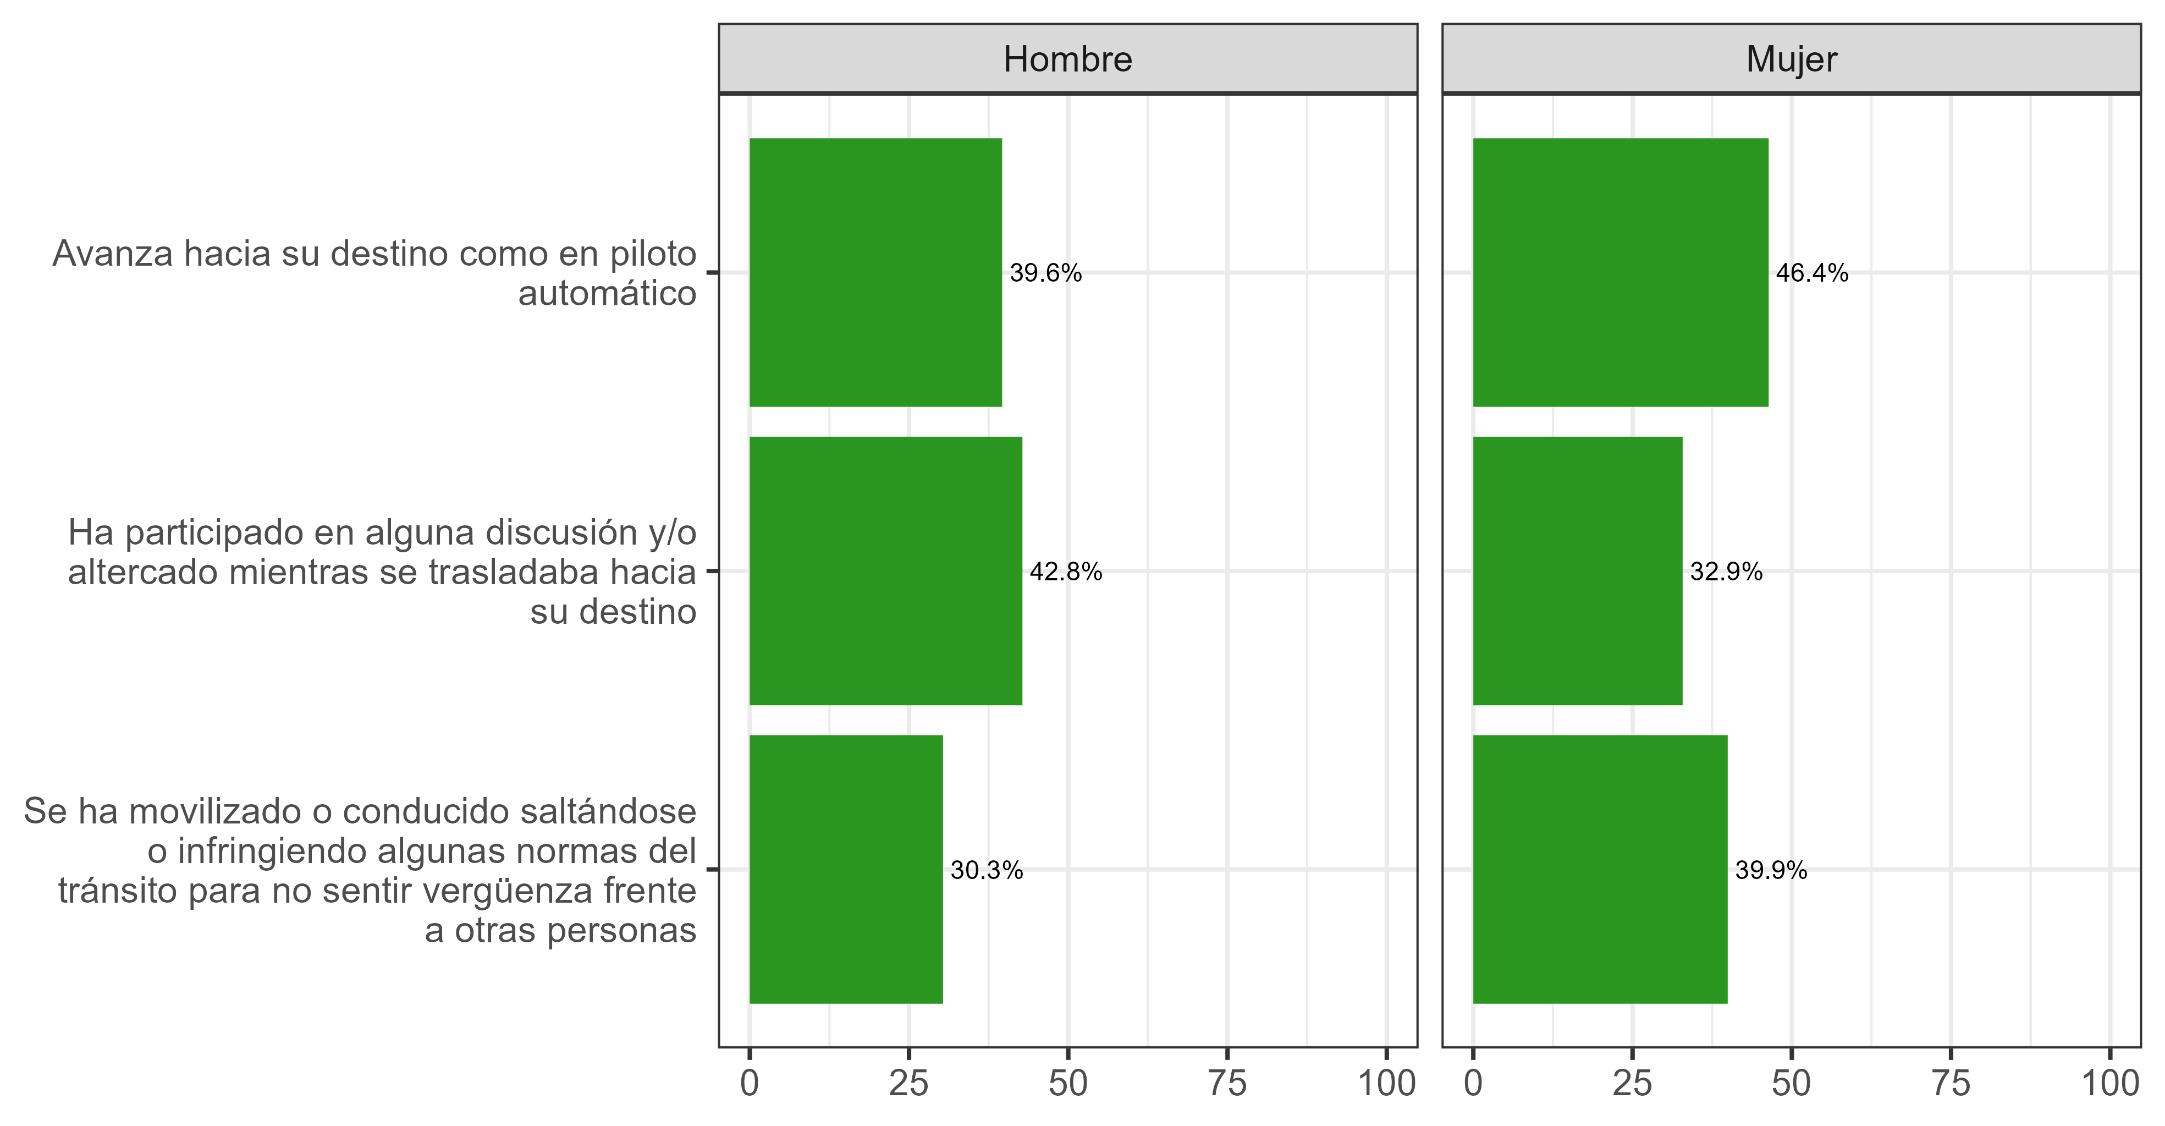 Hombre
Mujer
Avanza hacia su destino como en piloto
automático
39.6%
46.4%
Ha participado en alguna discusión y/o
altercado mientras se trasladaba hacia
su destino
42.8%
32.9%
Se ha movilizado o conducido saltándose
o infringiendo algunas normas del
tránsito para no sentir vergüenza frente
a otras personas
30.3%
39.9%
0 25 50 75 100
0 25 50 75 100